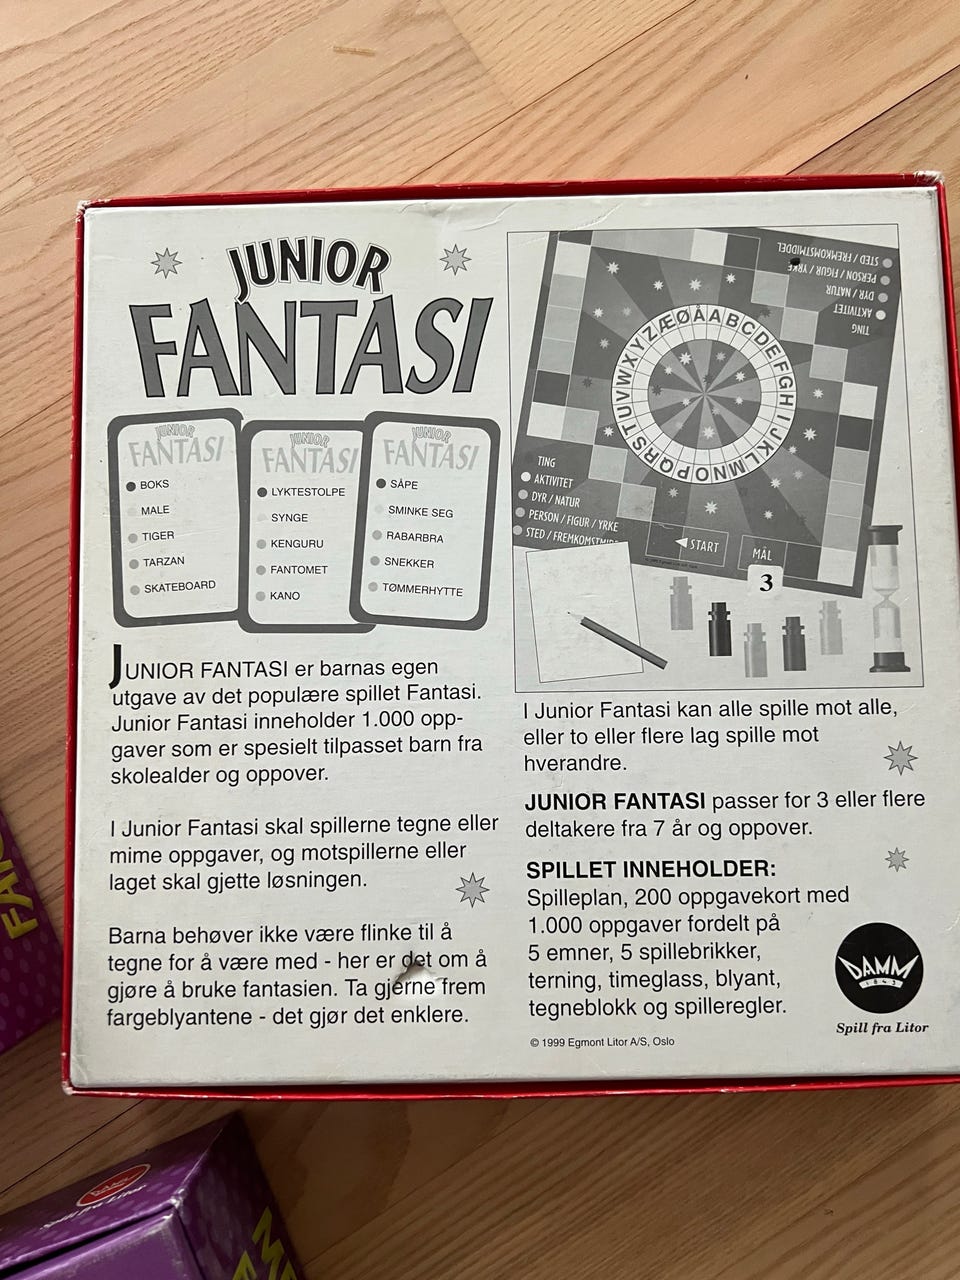 JUNIOR
FANTASI
JUNIOR
FANTASI
BOKS
MALE
TIGER
TARZAN
SKATEBOARD
JUNIOR
FANTASI
LYKTESTOLPE
SYNGE
KENGURU
FANTOMET
KANO
JUNIOR
FANTASI
SÅPE
SMINKE SEG
RABARBRA
SNEKKER
TØMMERHYTTE
STED / FREMKOMSTMIDDEL
PERSON / FIGUR / YRKE
DYR / NATUR
AKTIVITET
TING
ABCDEFGHIJKLMNOPQRSTUVWXYZÆØÅ
TING
AKTIVITET
DYR / NATUR
PERSON / FIGUR / YRKE
STED / FREMKOMSTMIDD
START
MÅL
3
JUNIOR FANTASI er barnas egen
utgave av det populære spillet Fantasi.
Junior Fantasi inneholder 1.000 opp-
gaver som er spesielt tilpasset barn fra
skolealder og oppover.
I Junior Fantasi skal spillerne tegne eller
mime oppgaver, og motspillerne eller
laget skal gjette løsningen.
Barna behøver ikke være flinke til å
tegne for å være med - her er det om å
gjøre å bruke fantasien. Ta gjerne frem
fargeblyantene - det gjør det enklere.
I Junior Fantasi kan alle spille mot alle,
eller to eller flere lag spille mot
hverandre.
JUNIOR FANTASI passer for 3 eller flere
deltakere fra 7 år og oppover.
SPILLET INNEHOLDER:
Spilleplan, 200 oppgavekort med
1.000 oppgaver fordelt på
5 emner, 5 spillebrikker,
terning, timeglass, blyant,
tegneblokk og spilleregler.
© 1999 Egmont Litor A/S, Oslo
DAMM
1843
Spill fra Litor
Spill fra Litor